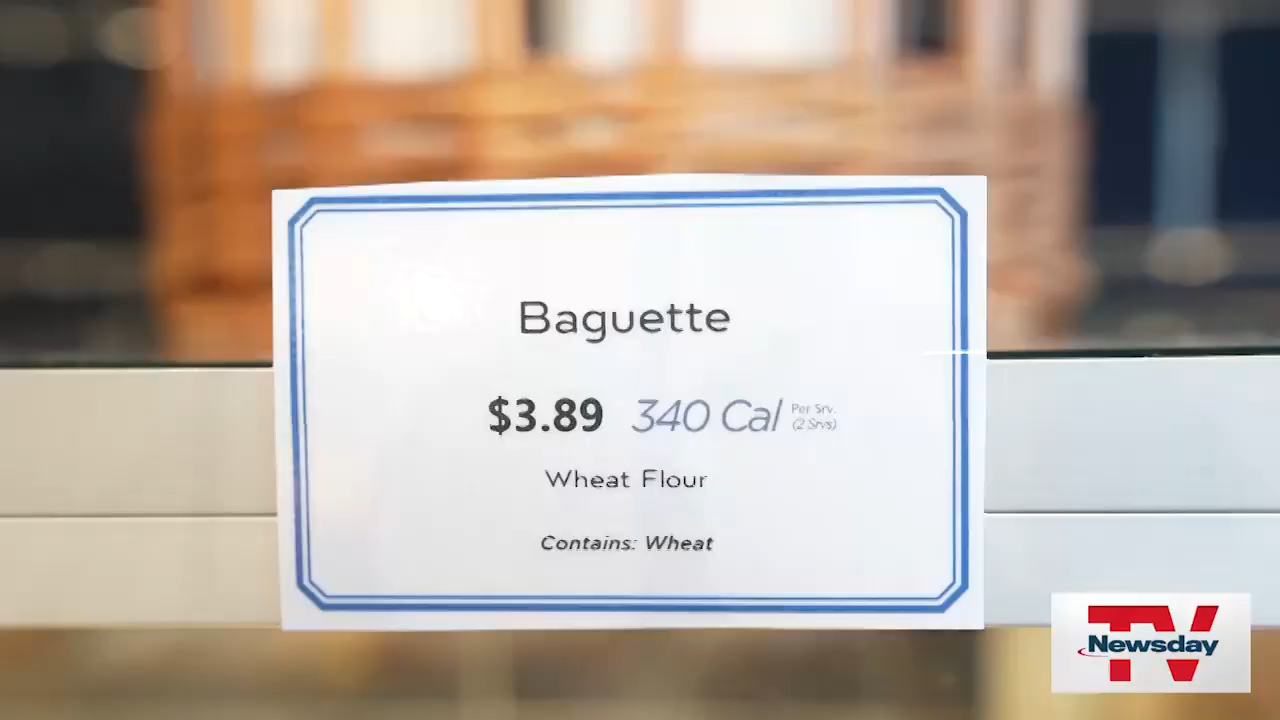 Baguette
$3.89 340 Cal Per Srv.
(2 Srvs)
Wheat Flour
Contains: Wheat
TV
Newsday